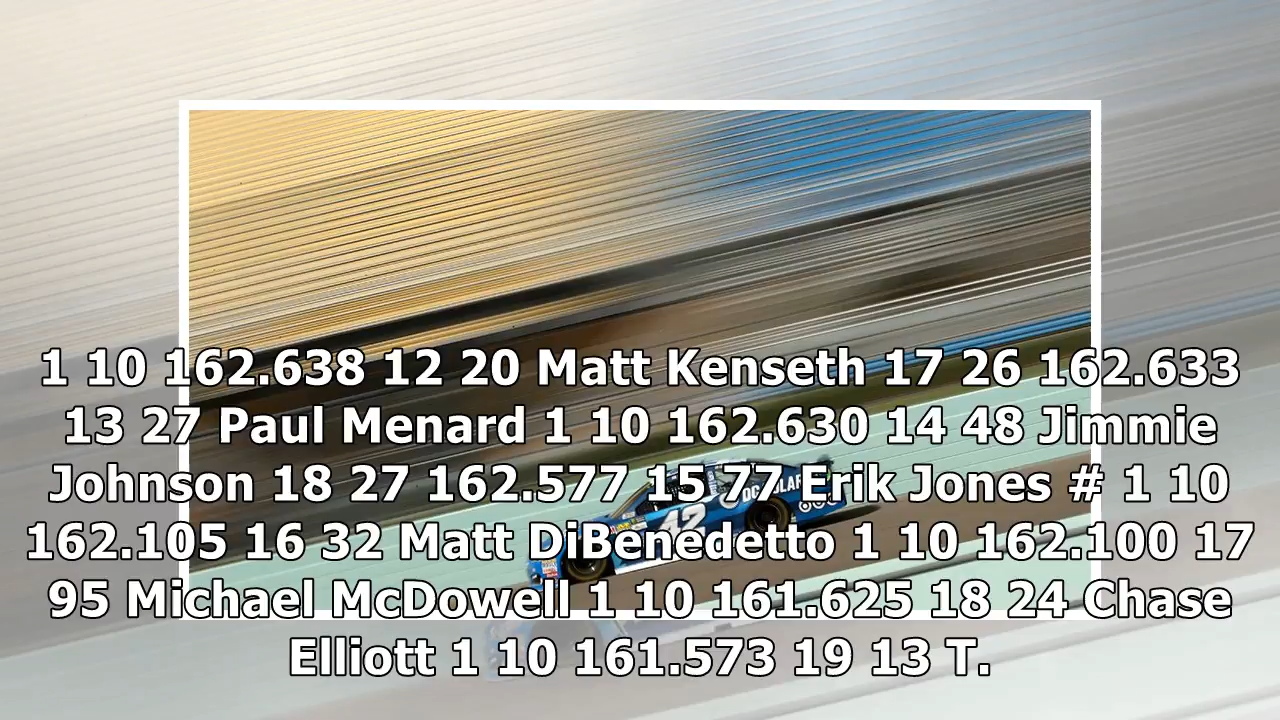 1 10 162.638 12 20 Matt Kenseth 17 26 162.633
13 27 Paul Menard 1 10 162.630 14 48 Jimmie
Johnson 18 27 162.577 15 77 Erik Jones # 1 10
162.105 16 32 Matt DiBenedetto 1 10 162.100 17
95 Michael McDowell 1 10 161.625 18 24 Chase
Elliott 1 10 161.573 19 13 T.
42